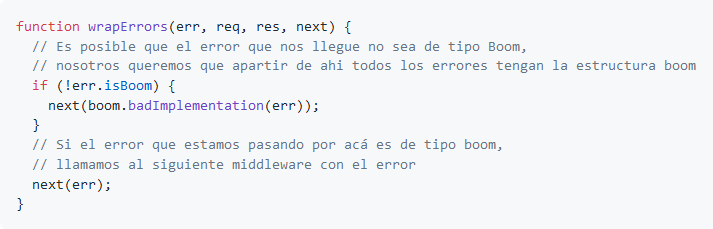 function wrapErrors(err, req, res, next) {
  // Es posible que el error que nos llegue no sea de tipo Boom,
  // nosotros queremos que apartir de ahi todos los errores tengan la estructura boom
  if (!err.isBoom) {
    next(boom.badImplementation(err));
  }
  // Si el error que estamos pasando por acá es de tipo boom,
  // llamamos al siguiente middleware con el error
  next(err);
}